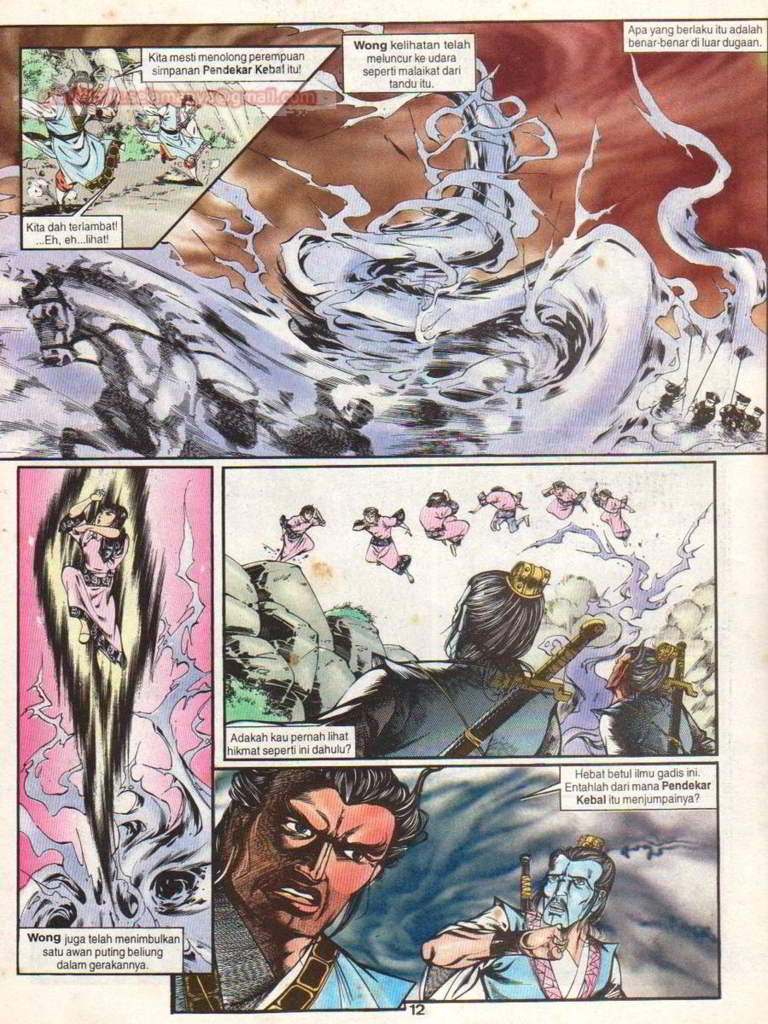 Kita mesti menolong perempuan
simpanan Pendekar Kebal itu!
Kita dah terlambat!
...Eh, eh...lihat!
Wong kelihatan telah
meluncur ke udara
seperti malaikat dari
tandu itu.
Apa yang berlaku itu adalah
benar-benar di luar dugaan.
Wong juga telah menimbulkan
satu awan puting beliung
dalam gerakannya.
Adakah kau pernah lihat
hikmat seperti ini dahulu?
Hebat betul ilmu gadis ini.
Entahlah dari mana Pendekar
Kebal itu menjumpainya?
12